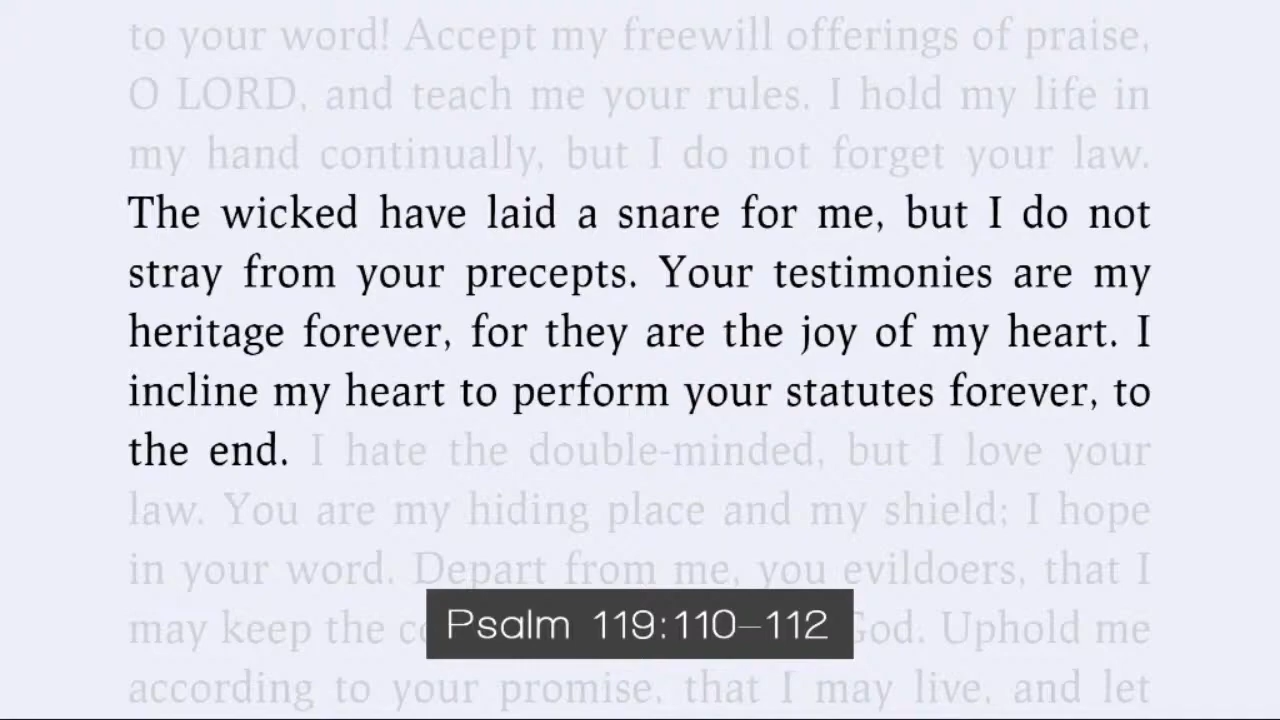 to your word! Accept my freewill offerings of praise,
O LORD, and teach me your rules. I hold my life in
my hand continually, but I do not forget your law.
The wicked have laid a snare for me, but I do not
stray from your precepts. Your testimonies are my
heritage forever, for they are the joy of my heart. I
incline my heart to perform your statutes forever, to
the end. I hate the double-minded, but I love your
law. You are my hiding place and my shield; I hope
in your word. Depart from me, you evildoers, that I
may keep the God. Uphold me
Psalm 119:110–112
according to your promise, that I may live, and let